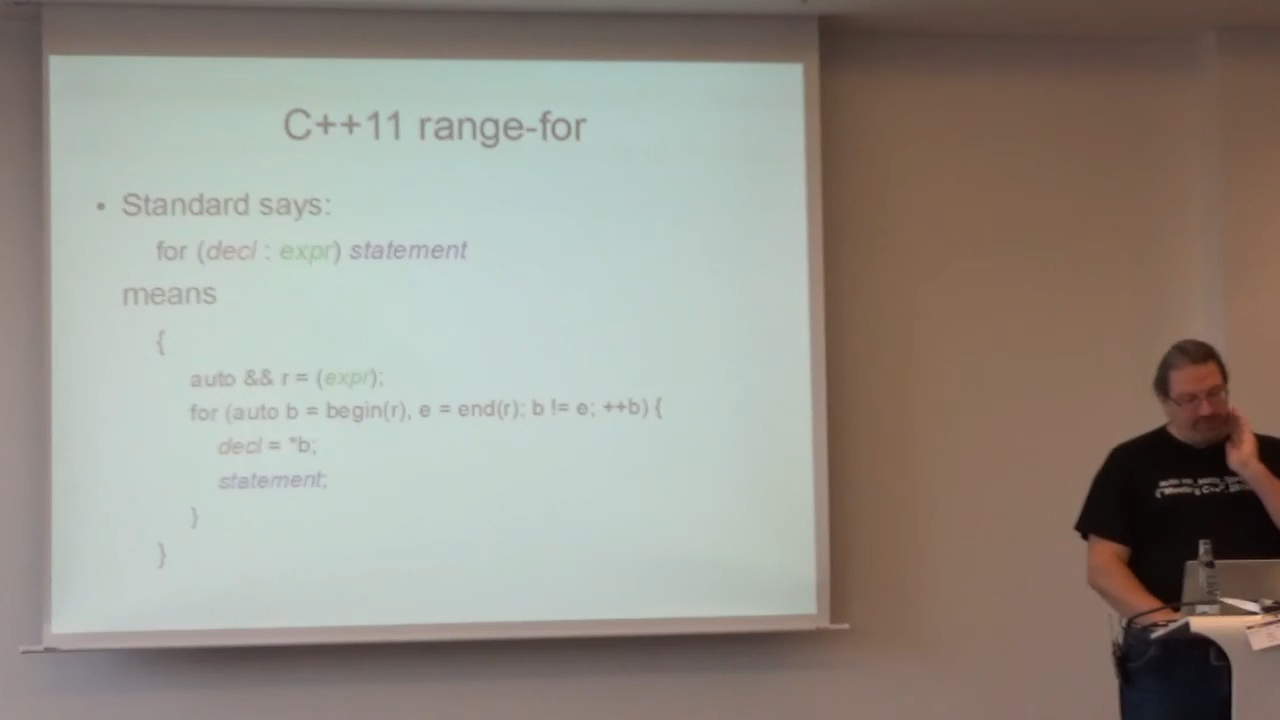 C++11 range-for
• Standard says:
for (decl : expr) statement
means
{
auto && r = (expr);
for (auto b = begin(r), e = end(r); b != e; ++b) {
decl = *b;
statement;
}
}